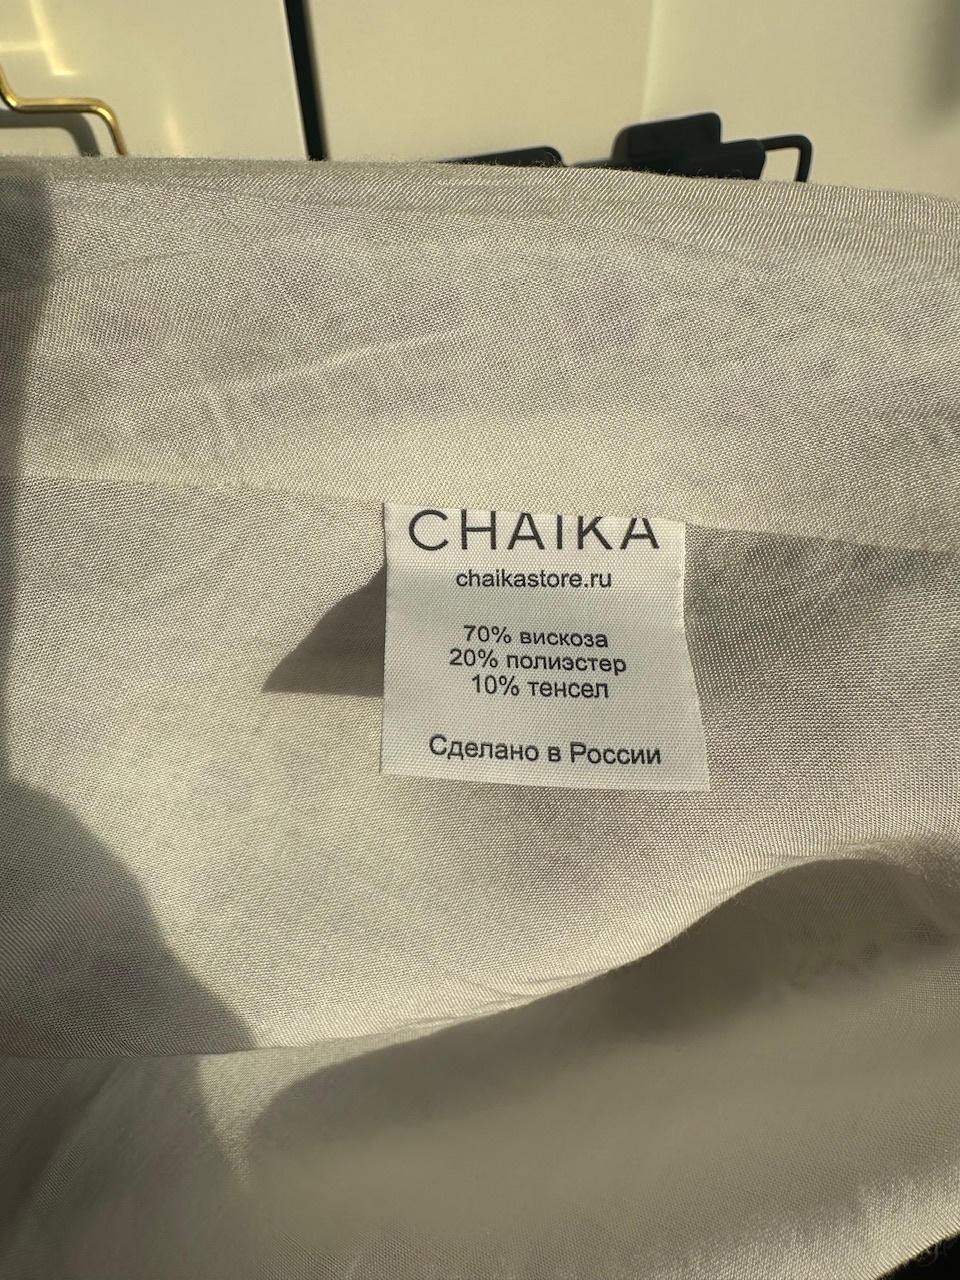 CHAIKA
chaikastore.ru
70% вискоза
20% полиэстер
10% тенсел
Сделано в России